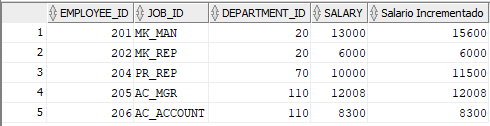 EMPLOYEE_ID JOB_ID DEPARTMENT_ID SALARY Salario Incrementado
1 201 MK_MAN 20 13000 15600
2 202 MK_REP 20 6000 6000
3 204 PR_REP 70 10000 11500
4 205 AC_MGR 110 12008 12008
5 206 AC_ACCOUNT 110 8300 8300